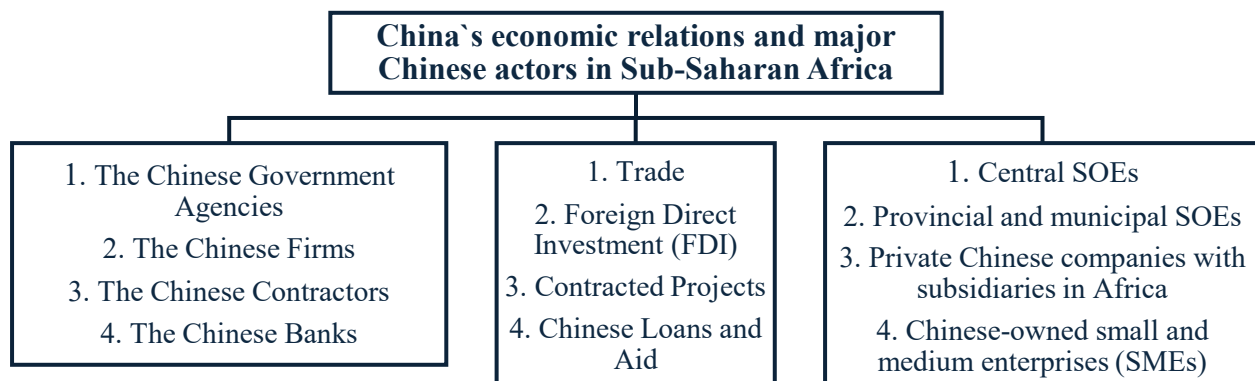 China`s economic relations and major
Chinese actors in Sub-Saharan Africa
1. The Chinese Government
Agencies
2. The Chinese Firms
3. The Chinese Contractors
4. The Chinese Banks
1. Trade
2. Foreign Direct
Investment (FDI)
3. Contracted Projects
4. Chinese Loans and
Aid
1. Central SOEs
2. Provincial and municipal SOEs
3. Private Chinese companies with
subsidiaries in Africa
4. Chinese-owned small and
medium enterprises (SMEs)